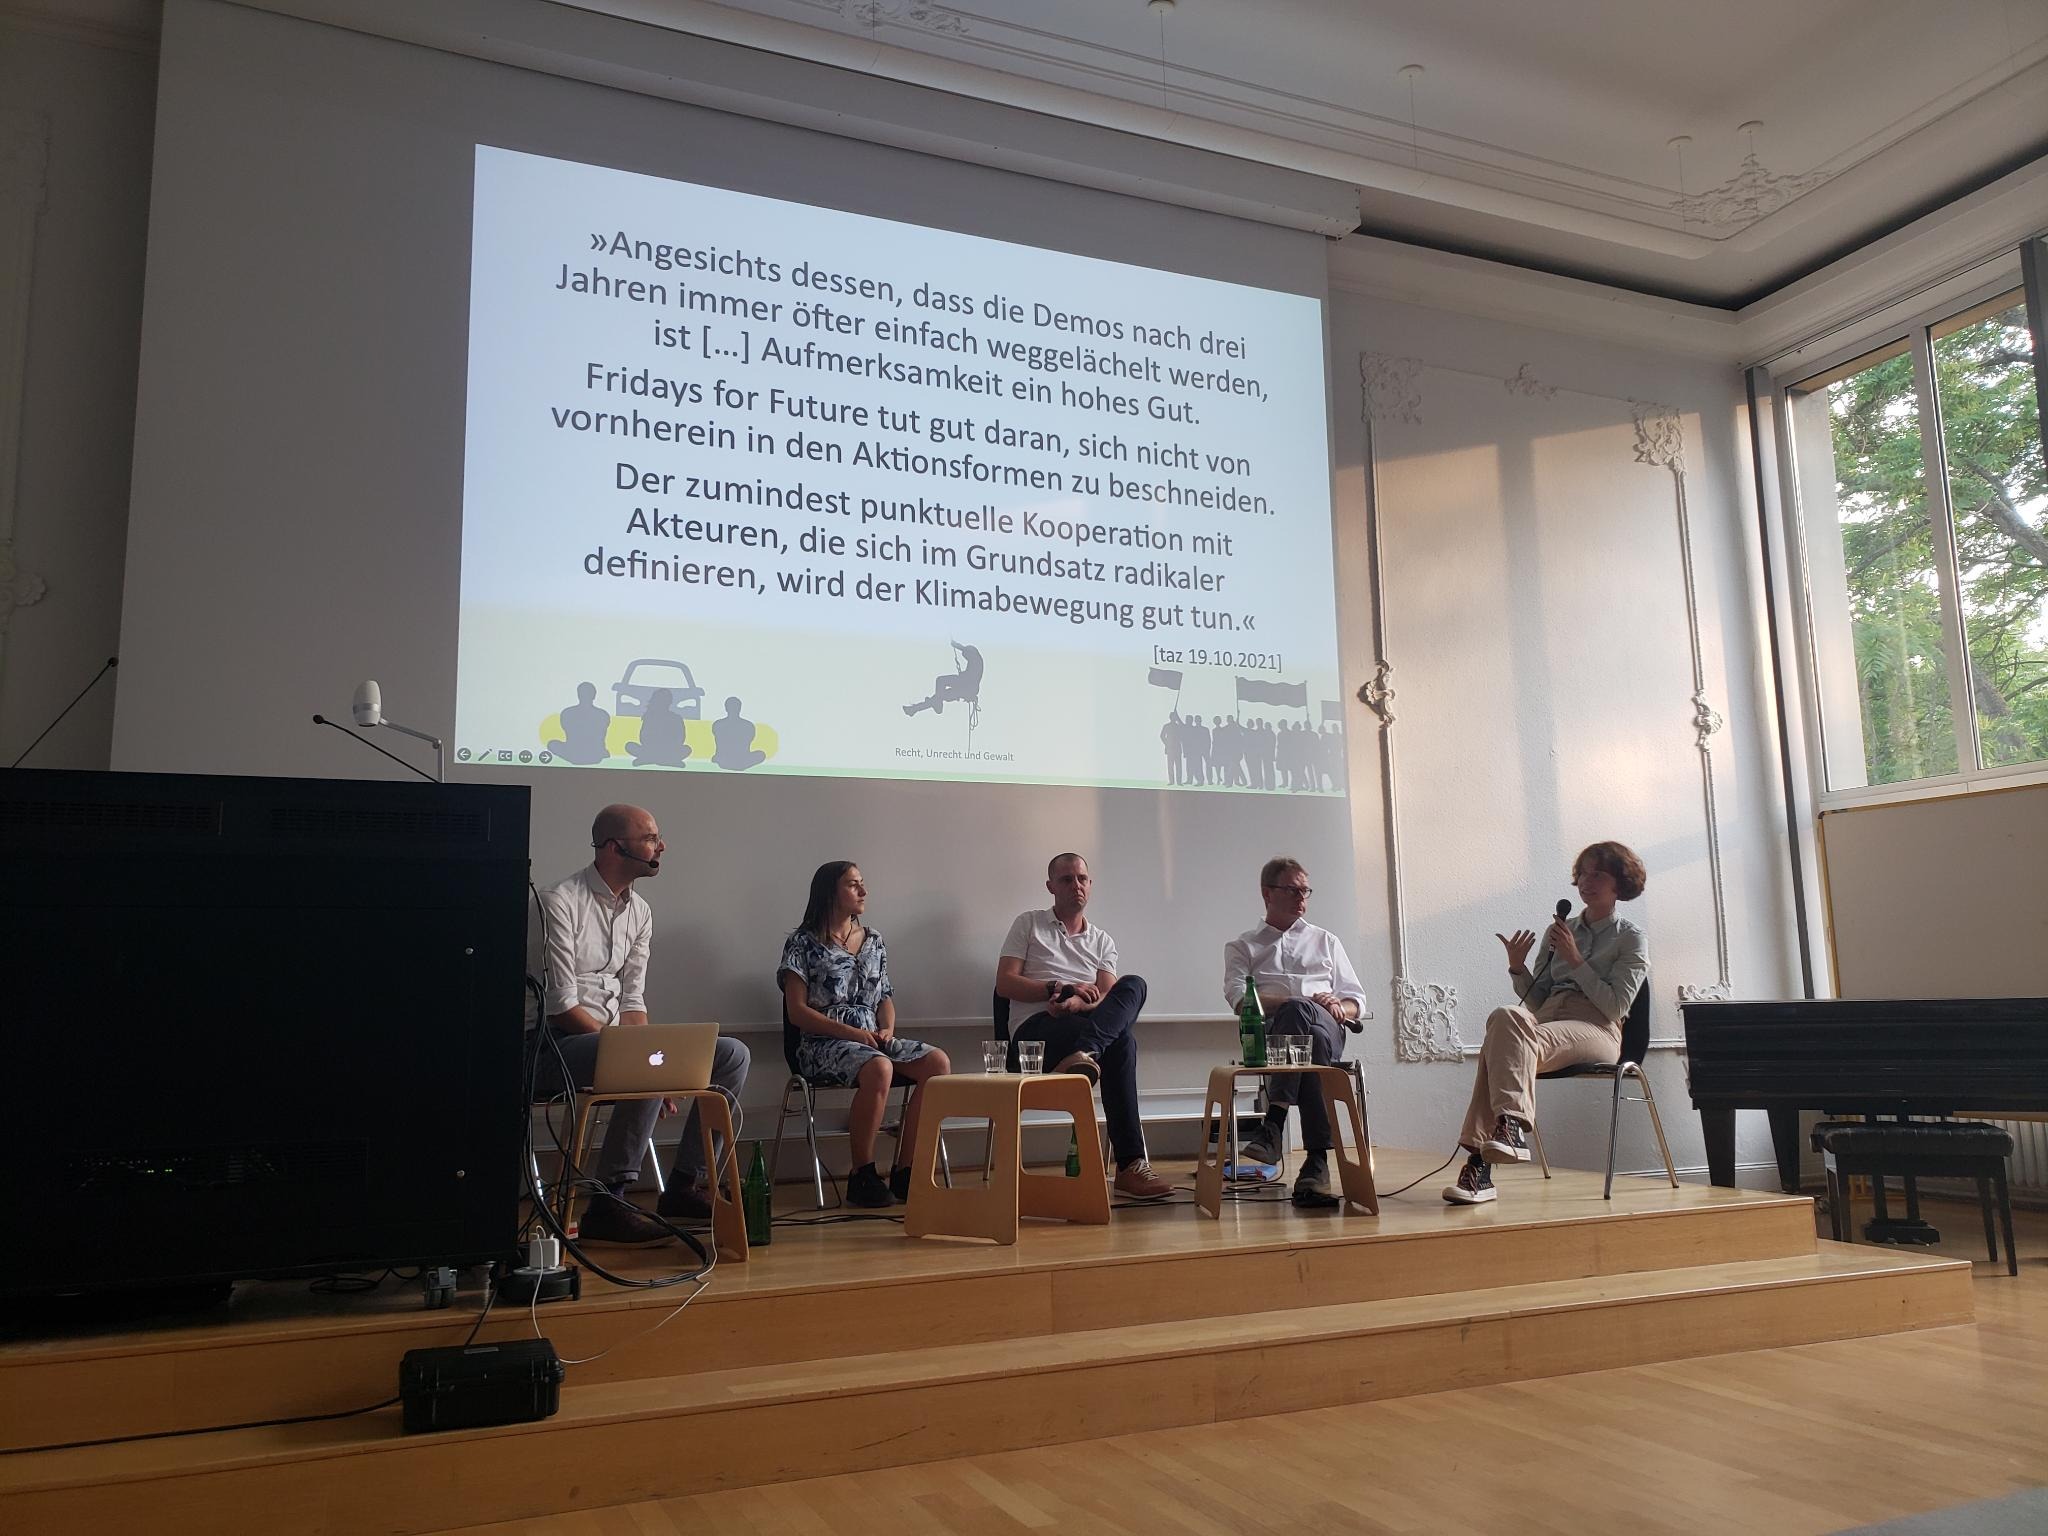 »Angesichts dessen, dass die Demos nach drei
Jahren immer öfter einfach weggelächelt werden,
ist [...] Aufmerksamkeit ein hohes Gut.
Fridays for Future tut gut daran, sich nicht von
vornherein in den Aktionsformen zu beschneiden.
Der zumindest punktuelle Kooperation mit
Akteuren, die sich im Grundsatz radikaler
definieren, wird der Klimabewegung gut tun.«
[taz 19.10.2021]
Recht, Unrecht und Gewalt
CC